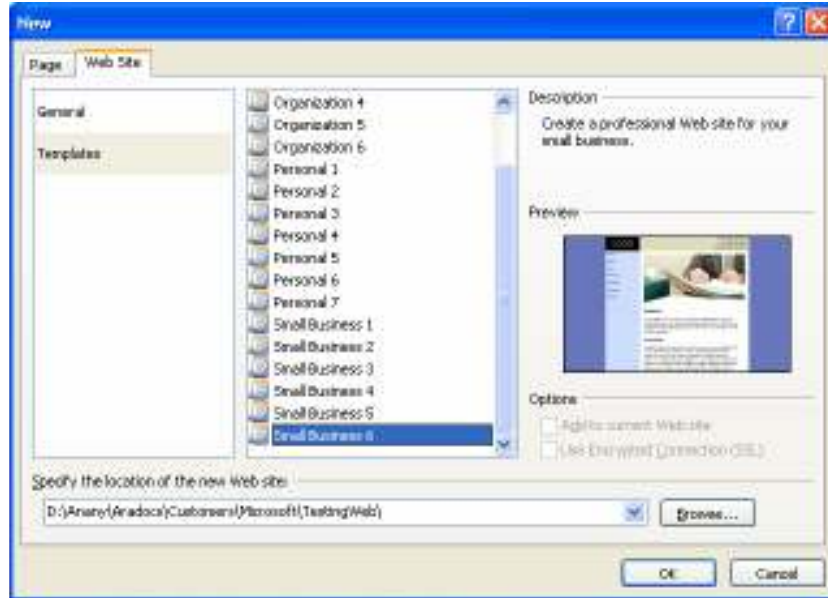 New
Page
Web Site
General
Templates
Organization 4
Organization 5
Organization 6
Personal 1
Personal 2
Personal 3
Personal 4
Personal 5
Personal 6
Personal 7
Small Business 1
Small Business 2
Small Business 3
Small Business 4
Small Business 5
Small Business 6
Description
Create a professional Web site for your
small business.
Preview
Options
Add to current Web site
Use Encrypted Connection (SSL)
Specify the location of the new Web site:
D:\Anany\Aradocs\Customers\Microsoft\TestingWeb\
Browse...
OK
Cancel